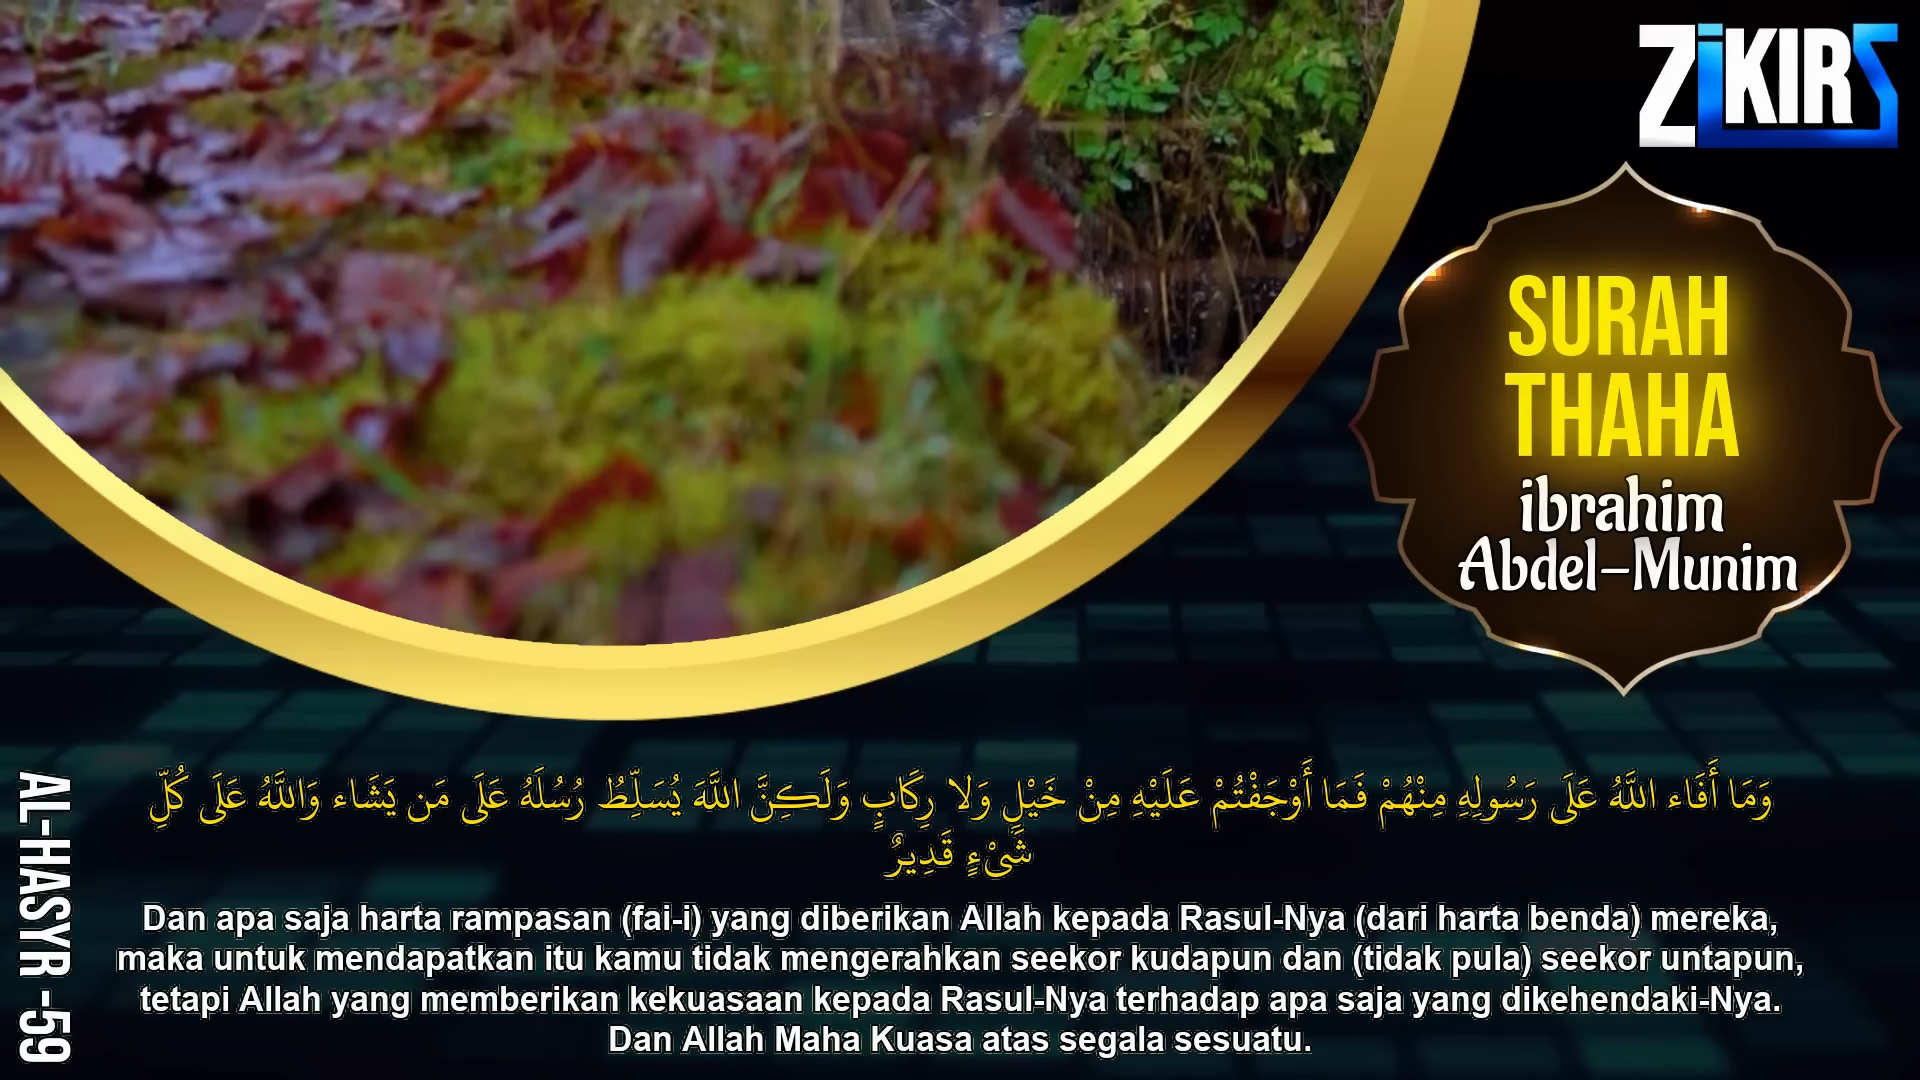 ZiKIRS
SURAH
THAHA
ibrahim
Abdel-Munim
وَمَا أَفَاء اللَّهُ عَلَى رَسُولِهِ مِنْهُمْ فَمَا أَوْجَفْتُمْ عَلَيْهِ مِنْ خَيْلٍ وَلا رِكَابٍ وَلَكِنَّ اللَّهَ يُسَلِّطُ رُسُلَهُ عَلَى مَن يَشَاء وَاللَّهُ عَلَى كُلِّ
شَيْءٍ قَدِيرٌ
Dan apa saja harta rampasan (fai-i) yang diberikan Allah kepada Rasul-Nya (dari harta benda) mereka,
maka untuk mendapatkan itu kamu tidak mengerahkan seekor kudapun dan (tidak pula) seekor untapun,
tetapi Allah yang memberikan kekuasaan kepada Rasul-Nya terhadap apa saja yang dikehendaki-Nya.
Dan Allah Maha Kuasa atas segala sesuatu.
AL-HASYR - 59